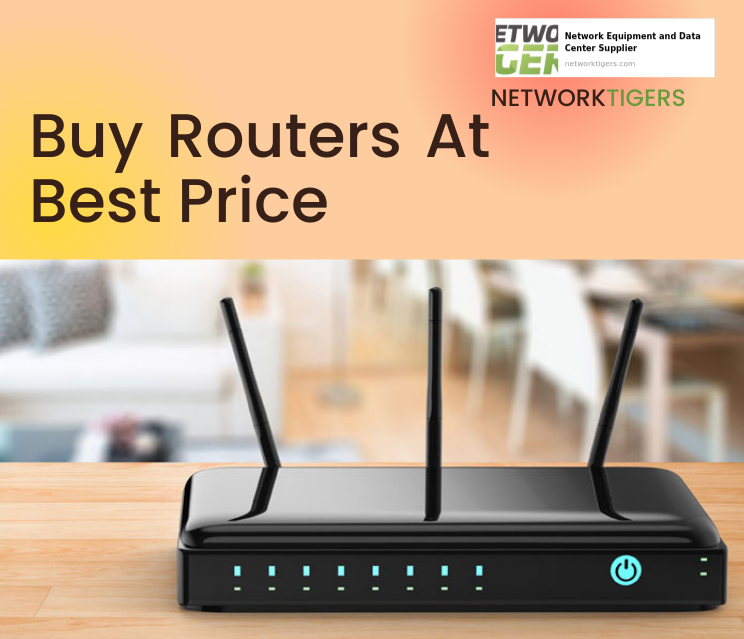 ETWO
GER
Network Equipment and Data
Center Supplier
networktigers.com
NETWORKTIGERS
Buy Routers At
Best Price